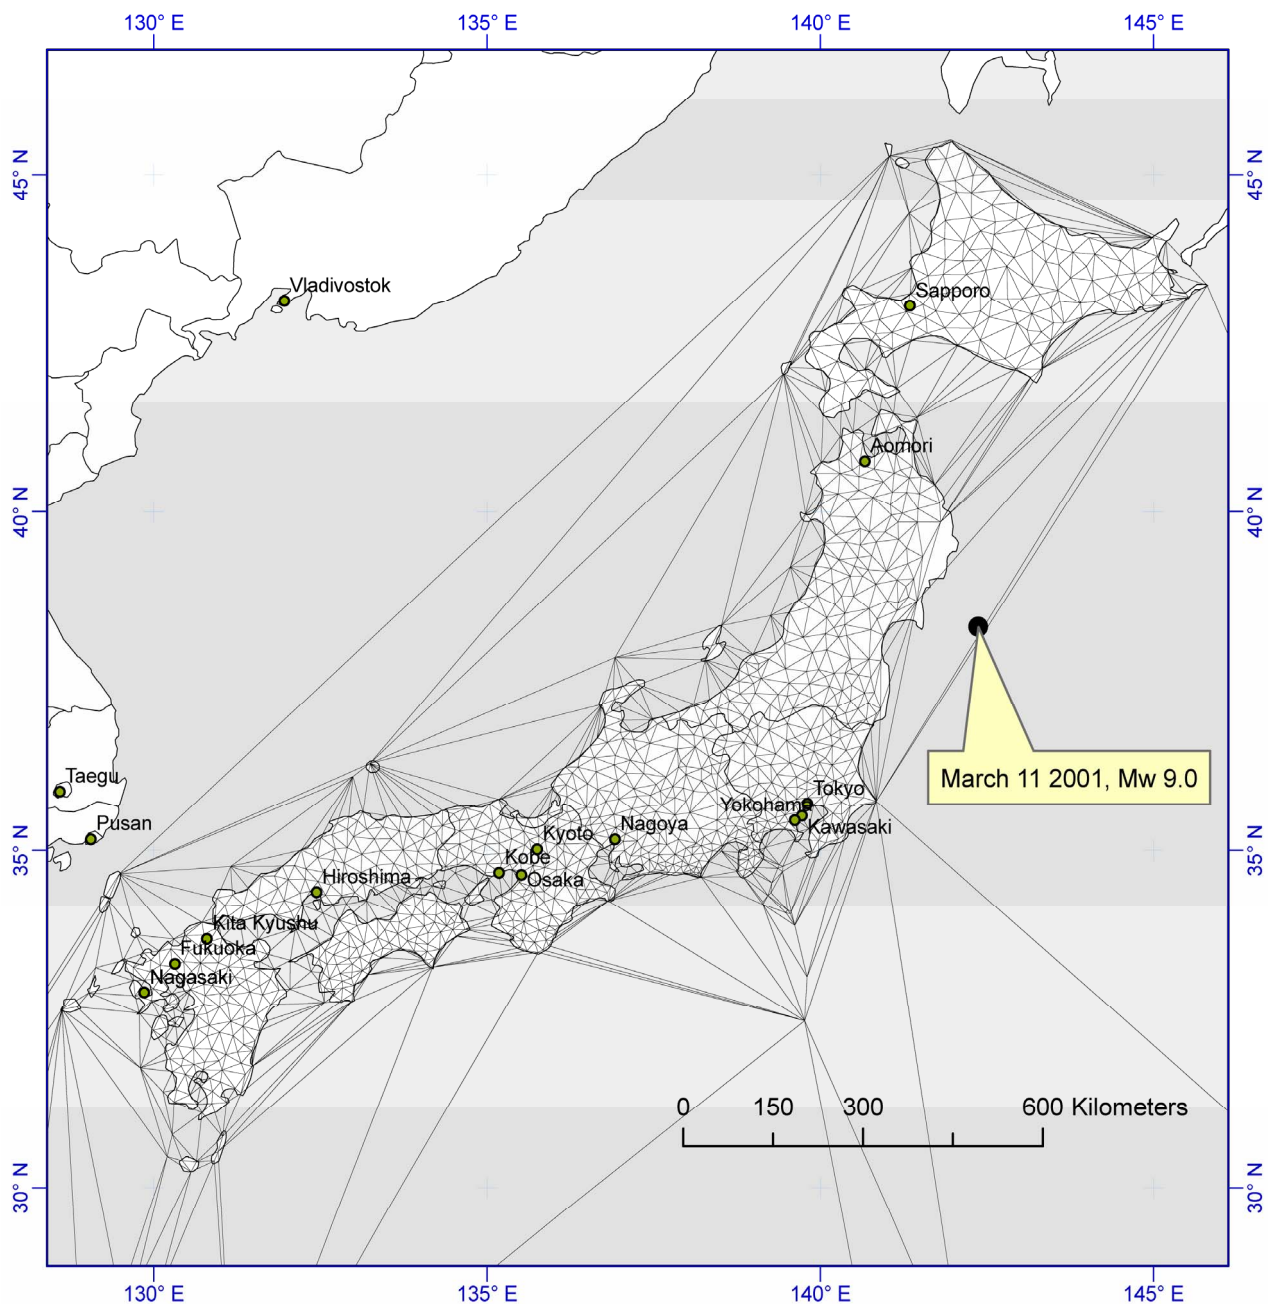 130° E
135° E
140° E
145° E
45° N
45° N
Vladivostok
Sapporo
Aomori
40° N
40° N
March 11 2001, Mw 9.0
Taegu
Tokyo
Yokohama
Pusan
Nagoya
Kawasaki
Kyoto
35° N
35° N
Kobe
Hiroshima
Osaka
Kita Kyushu
Fukuoka
Nagasaki
0 150 300 600 Kilometers
30° N
30° N
130° E
135° E
140° E
145° E